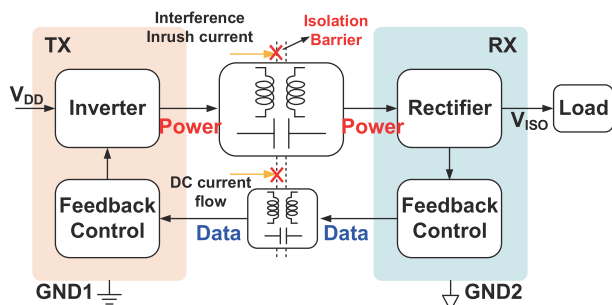 Interference
Inrush current
Isolation
Barrier
TX
RX
VDD
Inverter
Power
Power
Rectifier
VISO
Load
DC current
flow
Feedback
Control
Data
Data
Feedback
Control
GND1
GND2